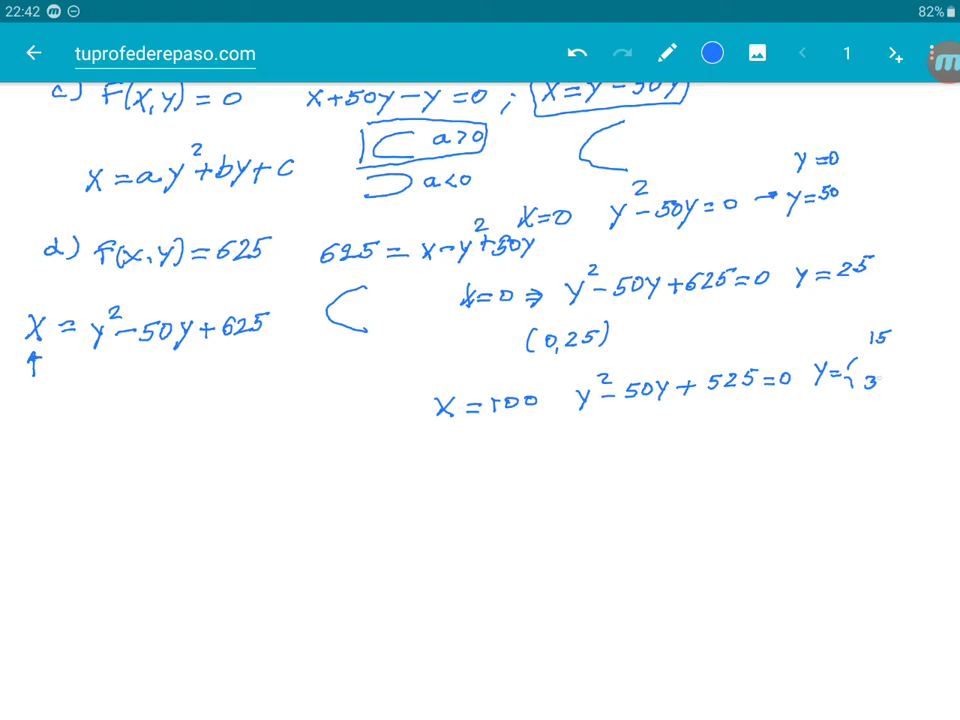 22:42 82%
tuprofederepaso.com 1
c) F(x,y) = 0 x+50y-y=0 ; x=y-50y
x = ay²+by+c a>0
a<0
y=0
x=0 y²-50y=0 → y=50
d) F(x,y)=625 625 = x-y²+50y
x=0 ⇒ y²-50y+625=0 y=25
x = y²-50y+625
(0,25)
x=100 y²-50y+525=0 y={ 15
3